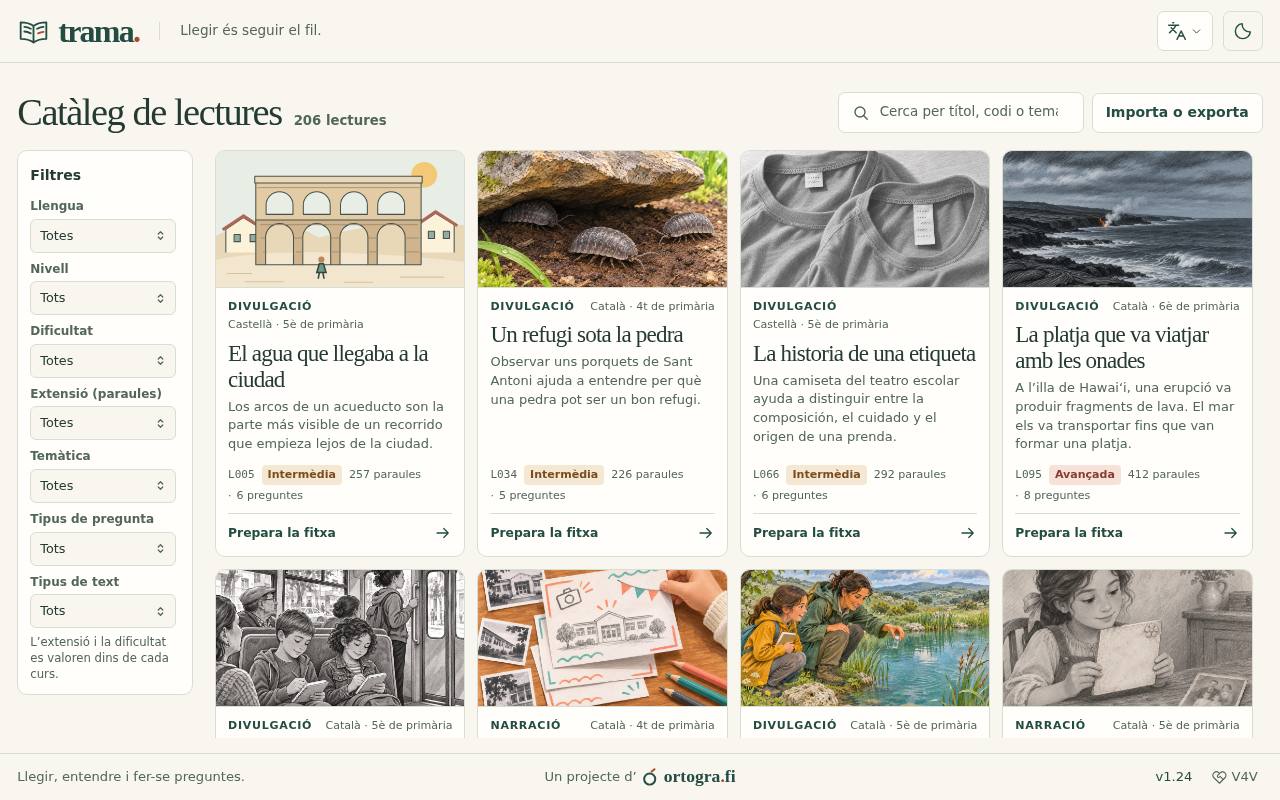 trama.
Llegir és seguir el fil.
Catàleg de lectures
206 lectures
Cerca per títol, codi o tema
Importa o exporta
Filtres
Llengua
Totes
Nivell
Tots
Dificultat
Totes
Extensió (paraules)
Totes
Temàtica
Totes
Tipus de pregunta
Tots
Tipus de text
Tots
L’extensió i la dificultat
es valoren dins de cada
curs.
DIVULGACIÓ
Castellà · 5è de primària
El agua que llegaba a la
ciudad
Los arcos de un acueducto son la
parte más visible de un recorrido
que empieza lejos de la ciudad.
L005 Intermèdia 257 paraules
· 6 preguntes
Prepara la fitxa
DIVULGACIÓ Català · 4t de primària
Un refugi sota la pedra
Observar uns porquets de Sant
Antoni ajuda a entendre per què
una pedra pot ser un bon refugi.
L034 Intermèdia 226 paraules
· 5 preguntes
Prepara la fitxa
DIVULGACIÓ
Castellà · 5è de primària
La historia de una etiqueta
Una camiseta del teatro escolar
ayuda a distinguir entre la
composición, el cuidado y el
origen de una prenda.
L066 Intermèdia 292 paraules
· 6 preguntes
Prepara la fitxa
DIVULGACIÓ Català · 6è de primària
La platja que va viatjar
amb les onades
A l’illa de Hawaiʻi, una erupció va
produir fragments de lava. El mar
els va transportar fins que van
formar una platja.
L095 Avançada 412 paraules
· 8 preguntes
Prepara la fitxa
DIVULGACIÓ Català · 5è de primària
NARRACIÓ Català · 4t de primària
DIVULGACIÓ Català · 5è de primària
NARRACIÓ Català · 5è de primària
Llegir, entendre i fer-se preguntes.
Un projecte d’ ortogra.fi
v1.24
V4V